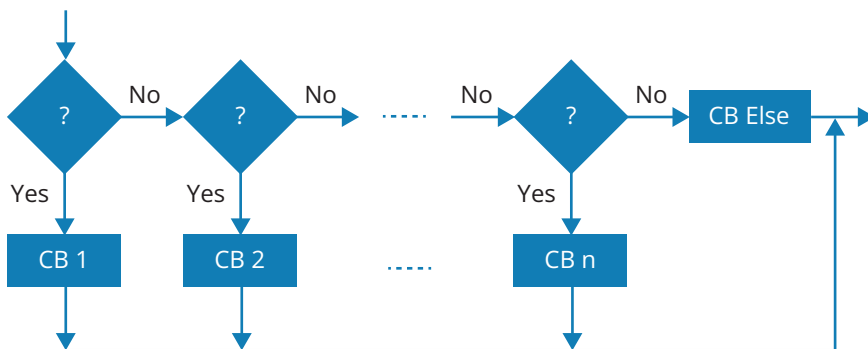 No No No No
? ? ? CB Else
Yes Yes Yes
CB 1 CB 2 CB n